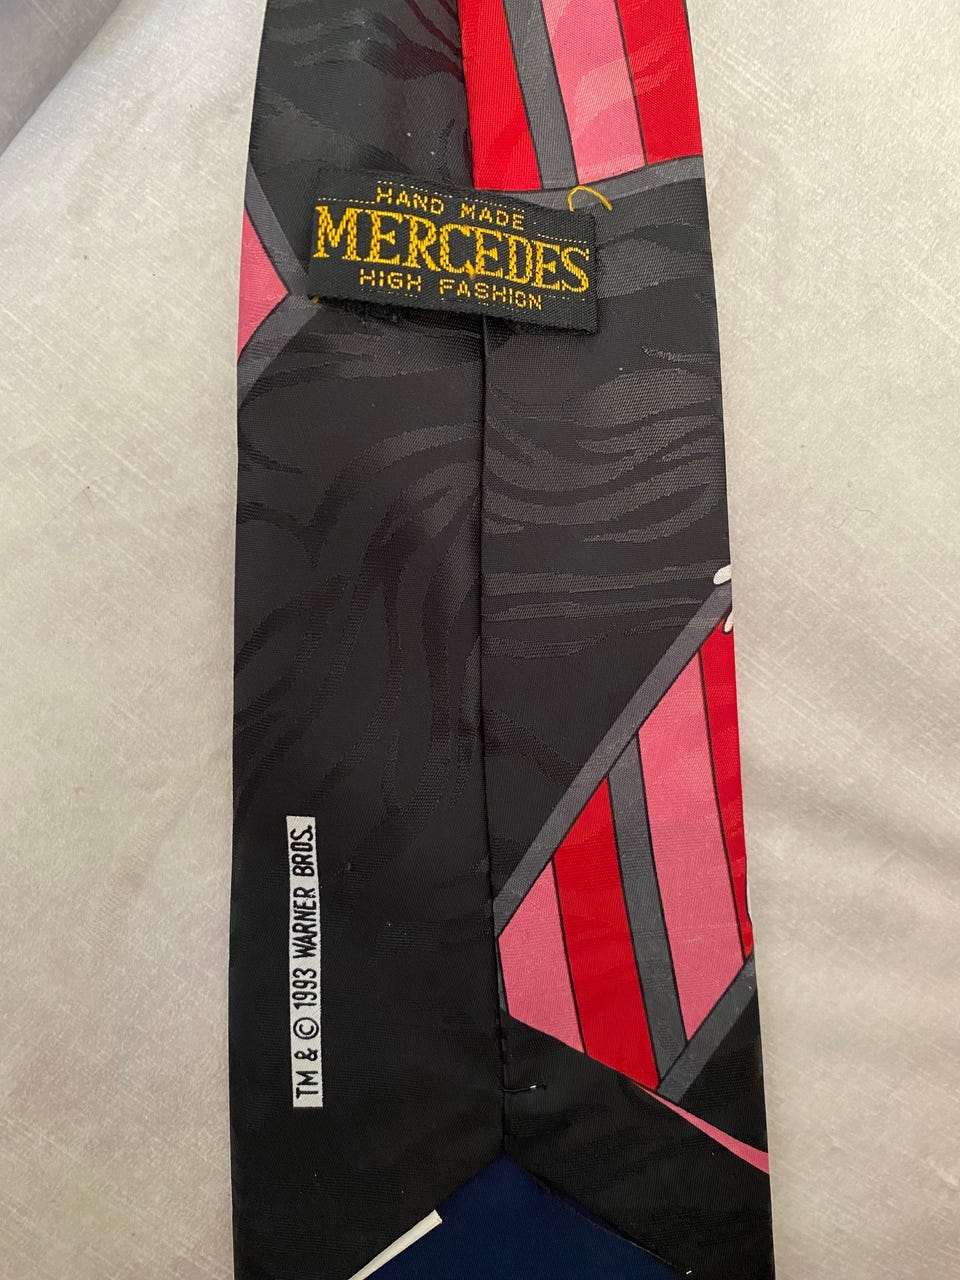 HAND MADE
MERCEDES
HIGH FASHION
TM & © 1993 WARNER BROS.